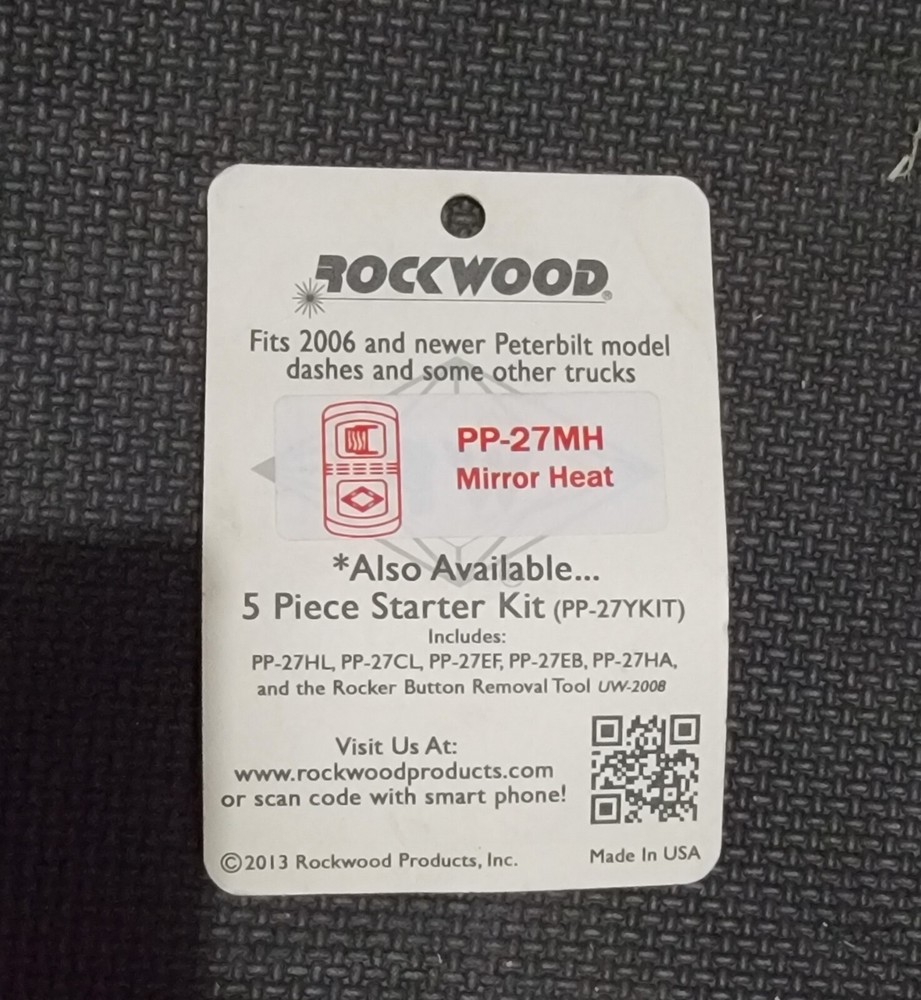 ROCKWOOD®
Fits 2006 and newer Peterbilt model
dashes and some other trucks
PP-27MH
Mirror Heat
*Also Available...
5 Piece Starter Kit (PP-27YKIT)
Includes:
PP-27HL, PP-27CL, PP-27EF, PP-27EB, PP-27HA,
and the Rocker Button Removal Tool UW-2008
Visit Us At:
www.rockwoodproducts.com
or scan code with smart phone!
©2013 Rockwood Products, Inc.
Made In USA